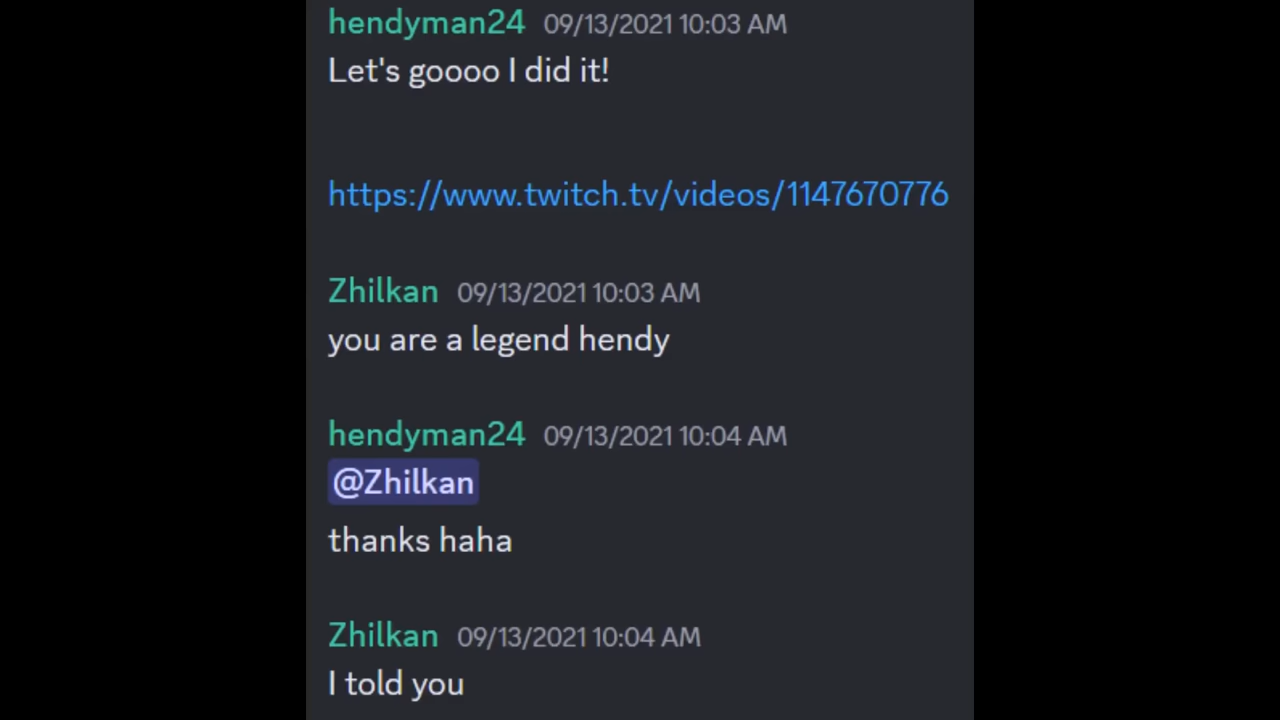 hendyman24 09/13/2021 10:03 AM
Let's goooo I did it!
https://www.twitch.tv/videos/1147670776
Zhilkan 09/13/2021 10:03 AM
you are a legend hendy
hendyman24 09/13/2021 10:04 AM
@Zhilkan
thanks haha
Zhilkan 09/13/2021 10:04 AM
I told you